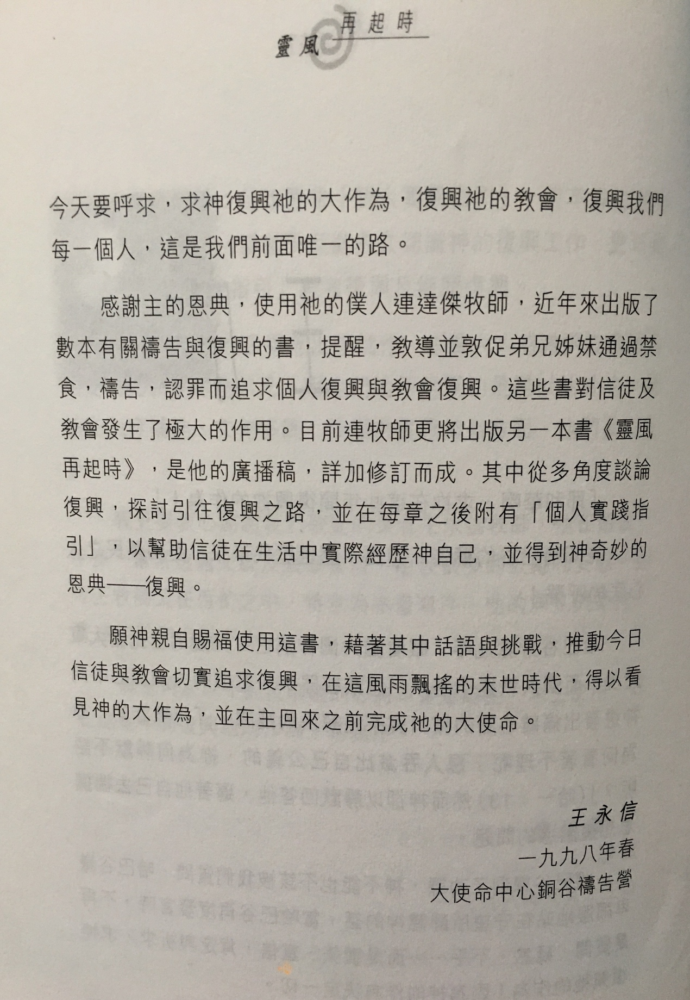 靈風再起時
今天要呼求，求神復興祂的大作為，復興祂的教會，復興我們
每一個人，這是我們前面唯一的路。
感謝主的恩典，使用祂的僕人連達傑牧師，近年來出版了
數本有關禱告與復興的書，提醒，教導並敦促弟兄姊妹通過禁
食，禱告，認罪而追求個人復興與教會復興。這些書對信徒及
教會發生了極大的作用。目前連牧師更將出版另一本書《靈風
再起時》，是他的廣播稿，詳加修訂而成。其中從多角度談論
復興，探討引往復興之路，並在每章之後附有「個人實踐指
引」，以幫助信徒在生活中實際經歷神自己，並得到神奇妙的
恩典——復興。
願神親自賜福使用這書，藉著其中話語與挑戰，推動今日
信徒與教會切實追求復興，在這風雨飄搖的末世時代，得以看
見神的大作為，並在主回來之前完成祂的大使命。
王永信
一九九八年春
大使命中心銅谷禱告營